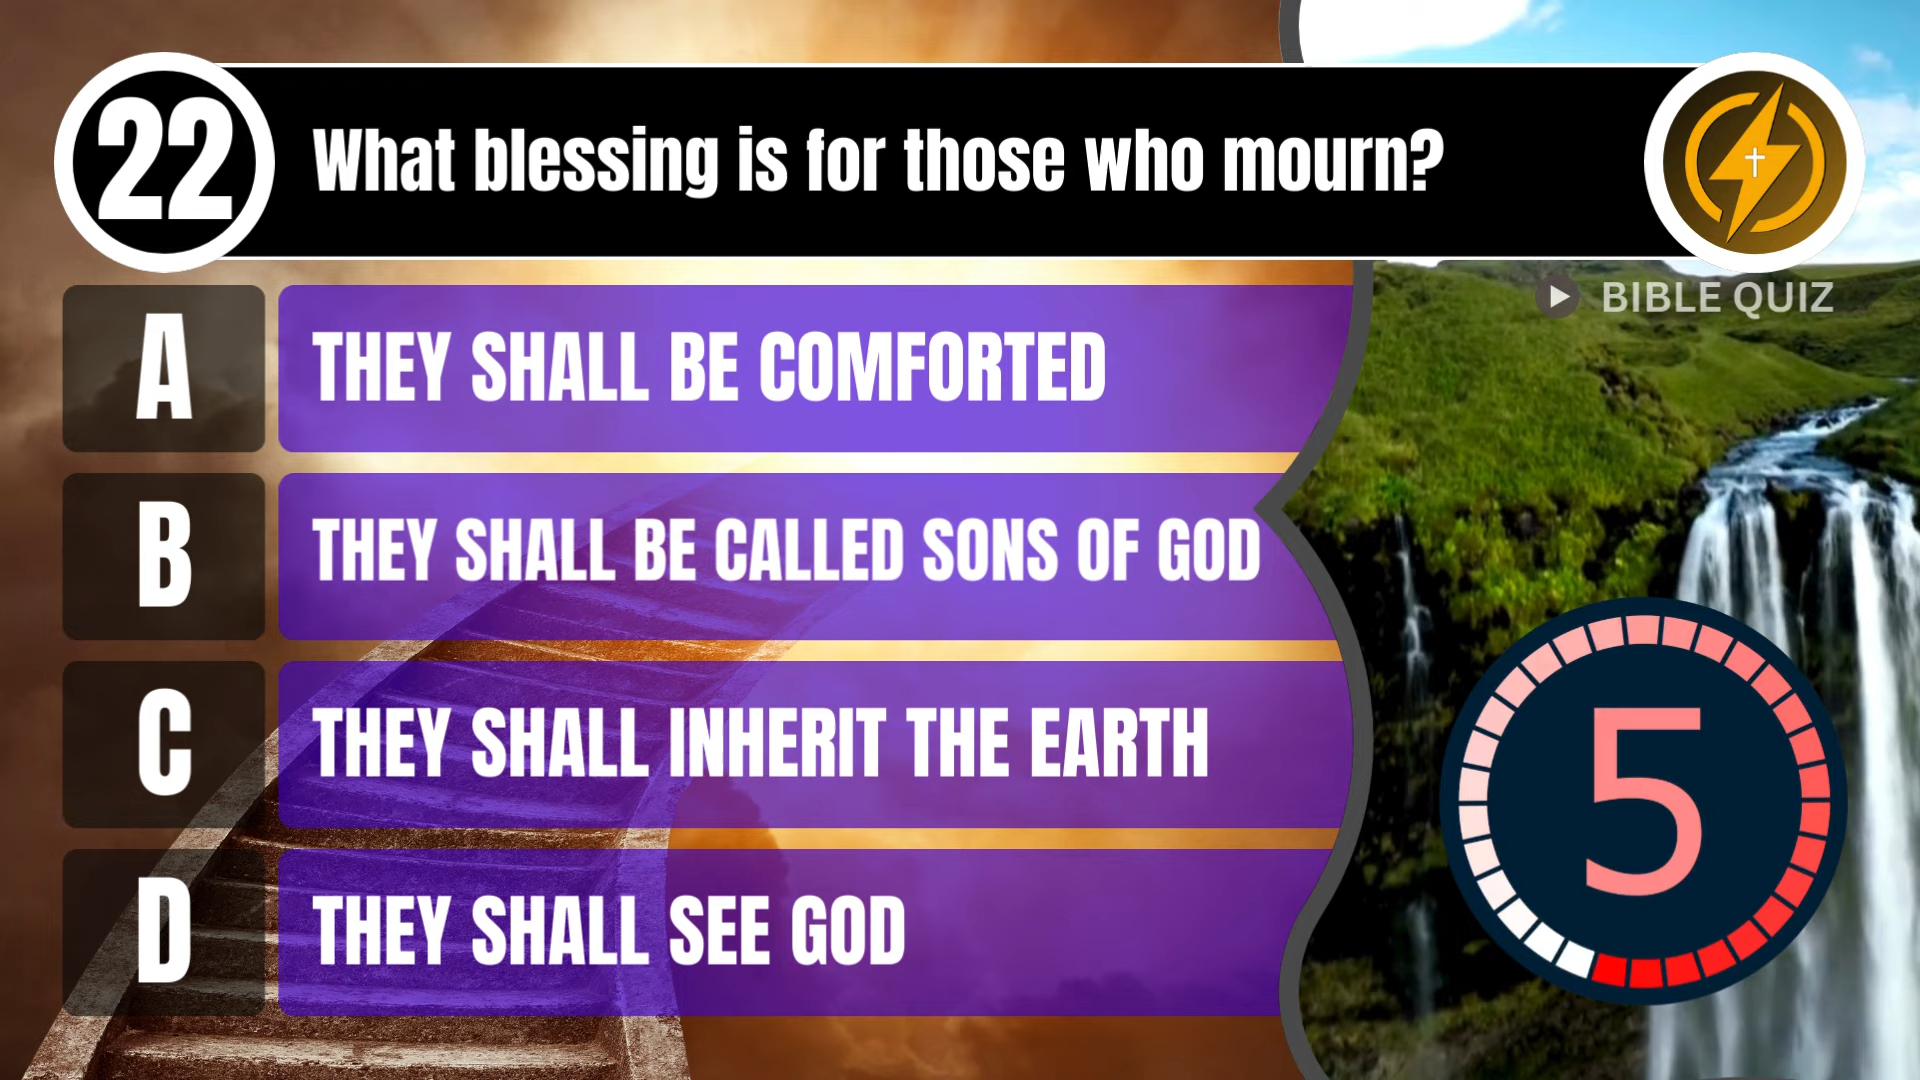 22
What blessing is for those who mourn?
BIBLE QUIZ
A
THEY SHALL BE COMFORTED
B
THEY SHALL BE CALLED SONS OF GOD
C
THEY SHALL INHERIT THE EARTH
D
THEY SHALL SEE GOD
5